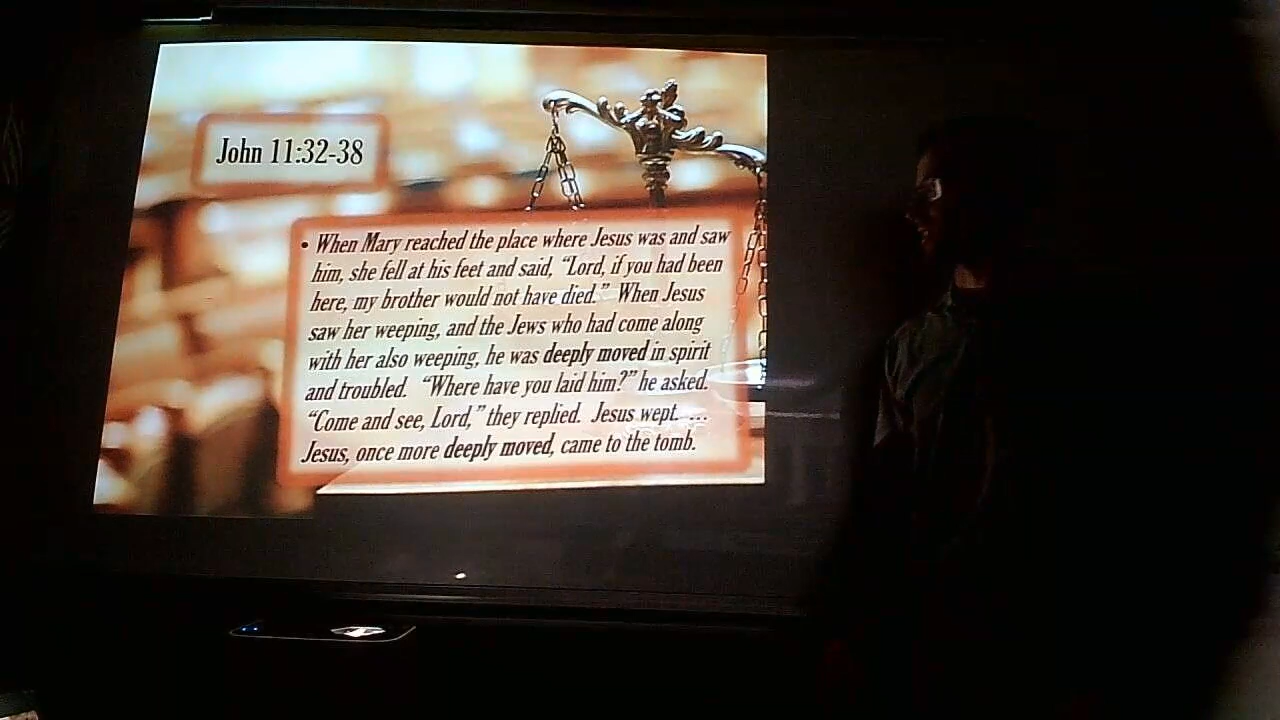 John 11:32-38
• When Mary reached the place where Jesus was and saw
him, she fell at his feet and said, “Lord, if you had been
here, my brother would not have died.” When Jesus
saw her weeping, and the Jews who had come along
with her also weeping, he was deeply moved in spirit
and troubled. “Where have you laid him?” he asked.
“Come and see, Lord,” they replied. Jesus wept. …
Jesus, once more deeply moved, came to the tomb.